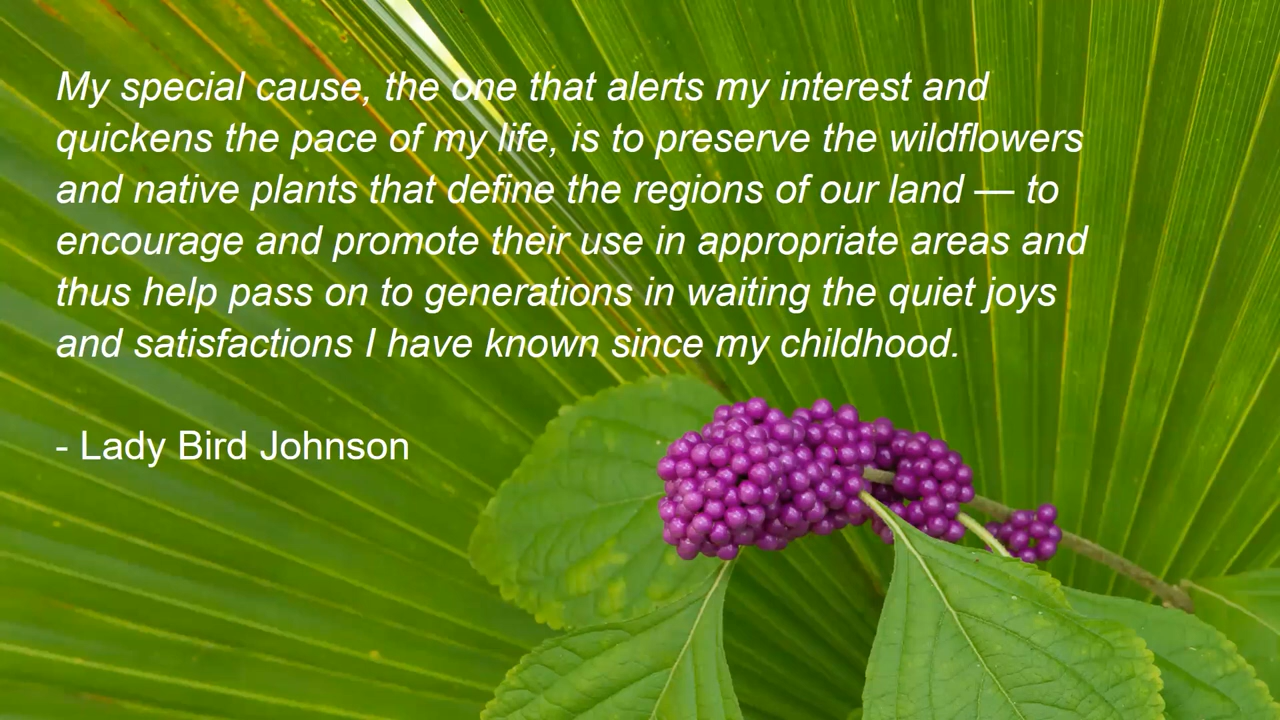 My special cause, the one that alerts my interest and
quickens the pace of my life, is to preserve the wildflowers
and native plants that define the regions of our land — to
encourage and promote their use in appropriate areas and
thus help pass on to generations in waiting the quiet joys
and satisfactions I have known since my childhood.
- Lady Bird Johnson